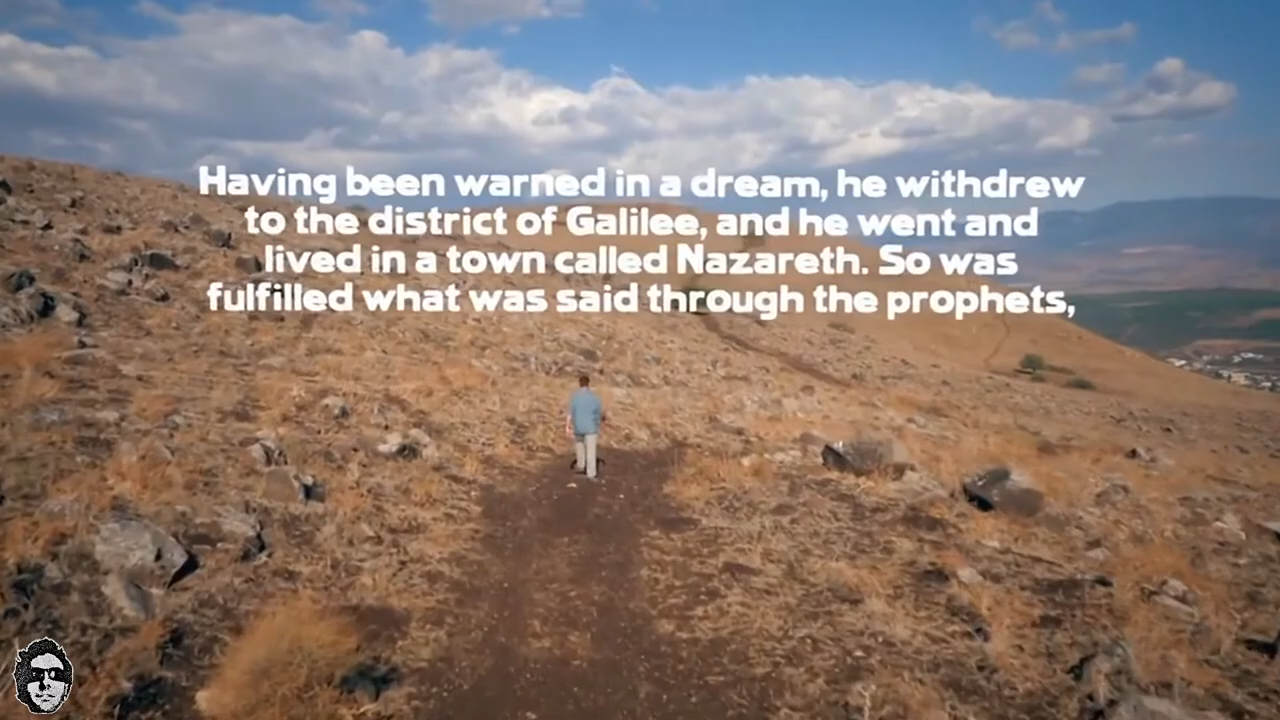 Having been warned in a dream, he withdrew
to the district of Galilee, and he went and
lived in a town called Nazareth. So was
fulfilled what was said through the prophets,